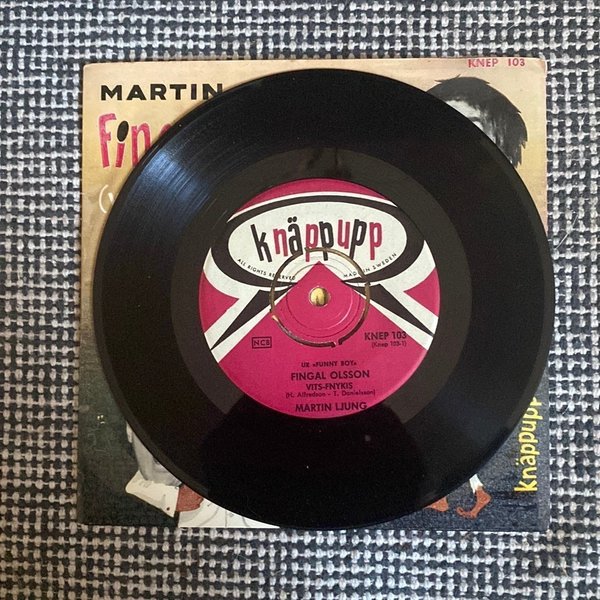 KNEP 103
MARTIN
Fin
knäppupp
ALL RIGHTS RESERVED
MADE IN SWEDEN
NCB
KNEP 103
(Knep 103-1)
UR »FUNNY BOY»
FINGAL OLSSON
VITS-FNYKIS
(H. Alfredson - T. Danielsson)
MARTIN LJUNG
knäppupp